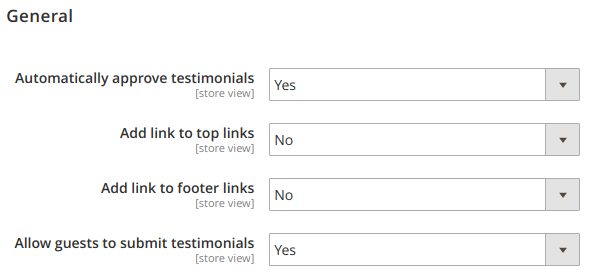 General
Automatically approve testimonials
Yes
[store view]
Add link to top links
No
[store view]
Add link to footer links
No
[store view]
Allow guests to submit testimonials
Yes
[store view]